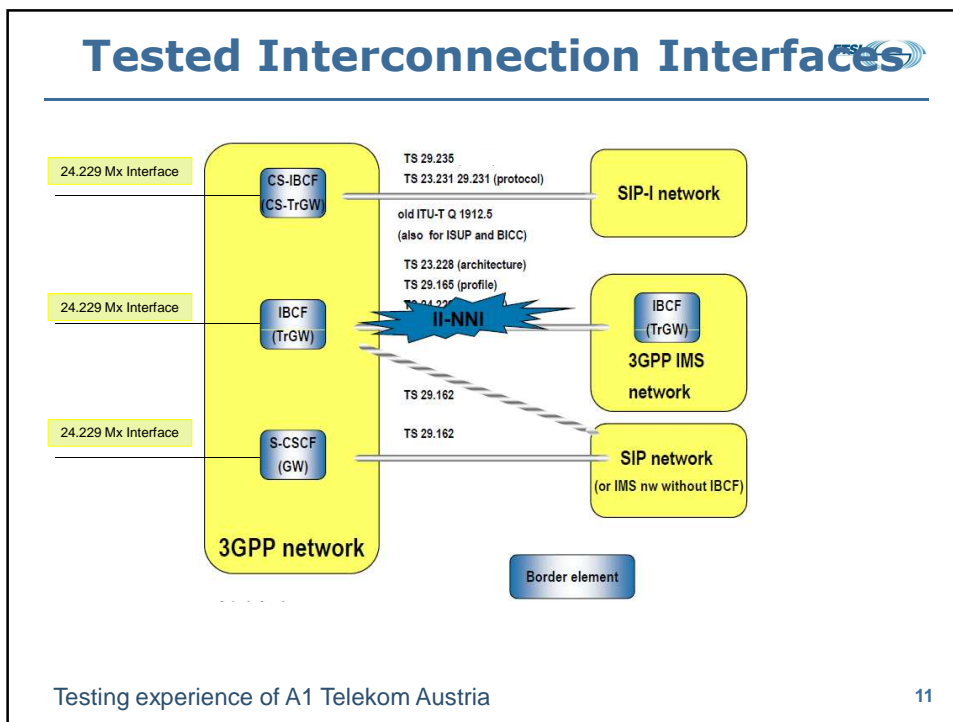 Tested Interconnection Interfaces
ETSI
24.229 Mx Interface
CS-IBCF
(CS-TrGW)
TS 29.235
TS 23.231 29.231 (protocol)
old ITU-T Q 1912.5
(also for ISUP and BICC)
SIP-I network
TS 23.228 (architecture)
TS 29.165 (profile)
24.229 Mx Interface
IBCF
(TrGW)
II-NNI
IBCF
(TrGW)
3GPP IMS
network
TS 29.162
24.229 Mx Interface
S-CSCF
(GW)
TS 29.162
SIP network
(or IMS nw without IBCF)
3GPP network
Border element
Testing experience of A1 Telekom Austria
11